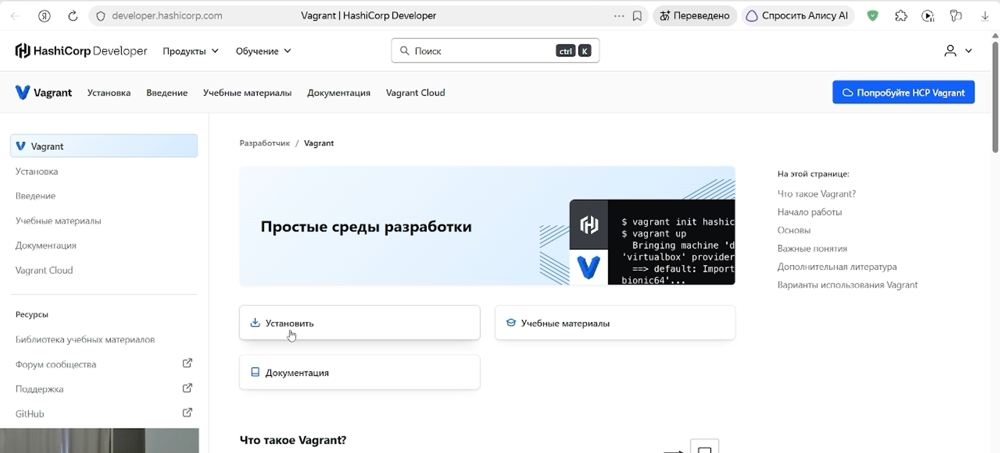 developer.hashicorp.com
Vagrant | HashiCorp Developer
Переведено
Спросить Алису AI
HashiCorp Developer
Продукты
Обучение
Поиск
ctrl K
Vagrant
Установка
Введение
Учебные материалы
Документация
Vagrant Cloud
Попробуйте HCP Vagrant
Vagrant
Установка
Введение
Учебные материалы
Документация
Vagrant Cloud
Ресурсы
Библиотека учебных материалов
Форум сообщества
Поддержка
GitHub
Разработчик / Vagrant
Простые среды разработки
$ vagrant init hashic
$ vagrant up
Bringing machine 'd
'virtualbox' provider
==> default: Import
bionic64'...
Установить
Учебные материалы
Документация
Что такое Vagrant?
На этой странице:
Что такое Vagrant?
Начало работы
Основы
Важные понятия
Дополнительная литература
Варианты использования Vagrant